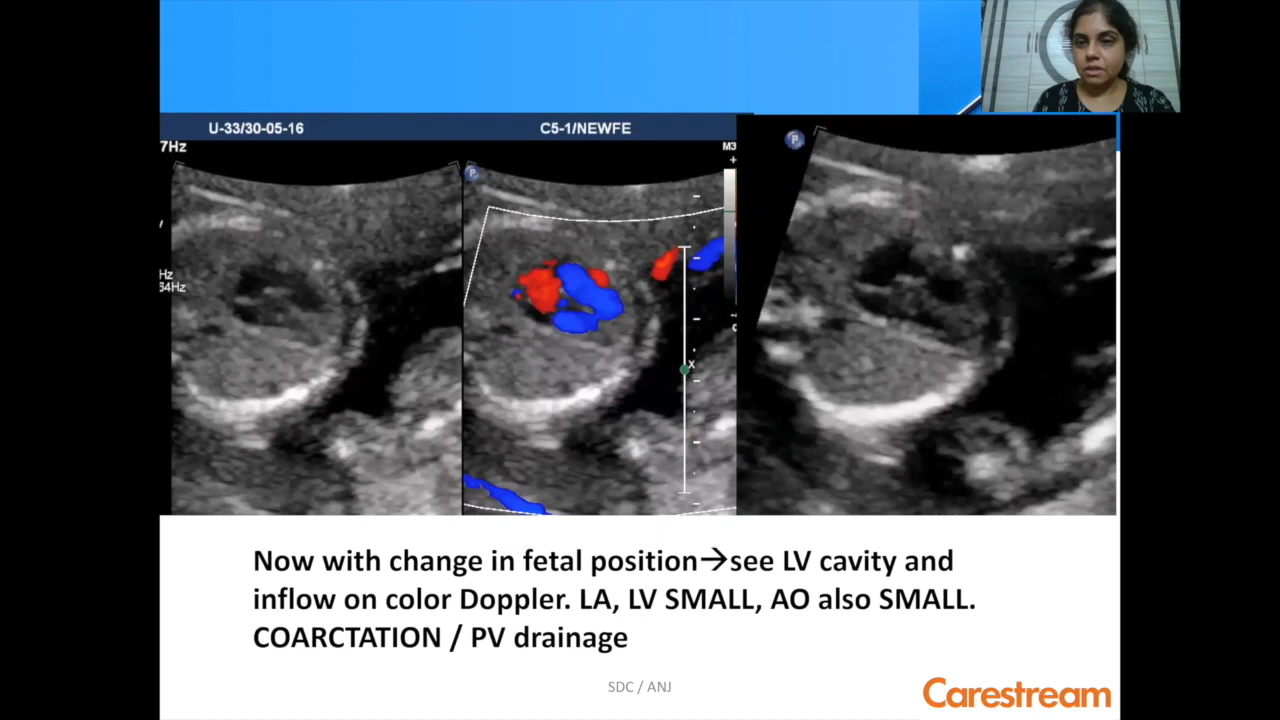 U-33/30-05-16
C5-1/NEWFE
7Hz
M3
+
P
P
Hz
64Hz
x
Now with change in fetal position→see LV cavity and
inflow on color Doppler. LA, LV SMALL, AO also SMALL.
COARCTATION / PV drainage
SDC / ANJ
Carestream